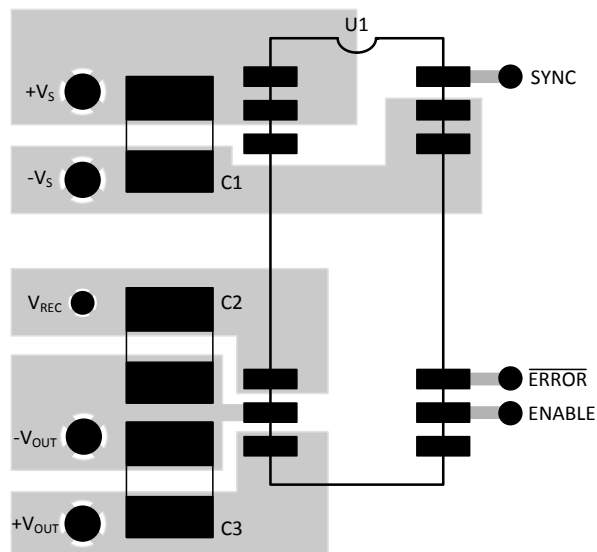 U1
+VS
SYNC
-VS
C1
VREC
C2
ERROR
ENABLE
-VOUT
+VOUT
C3